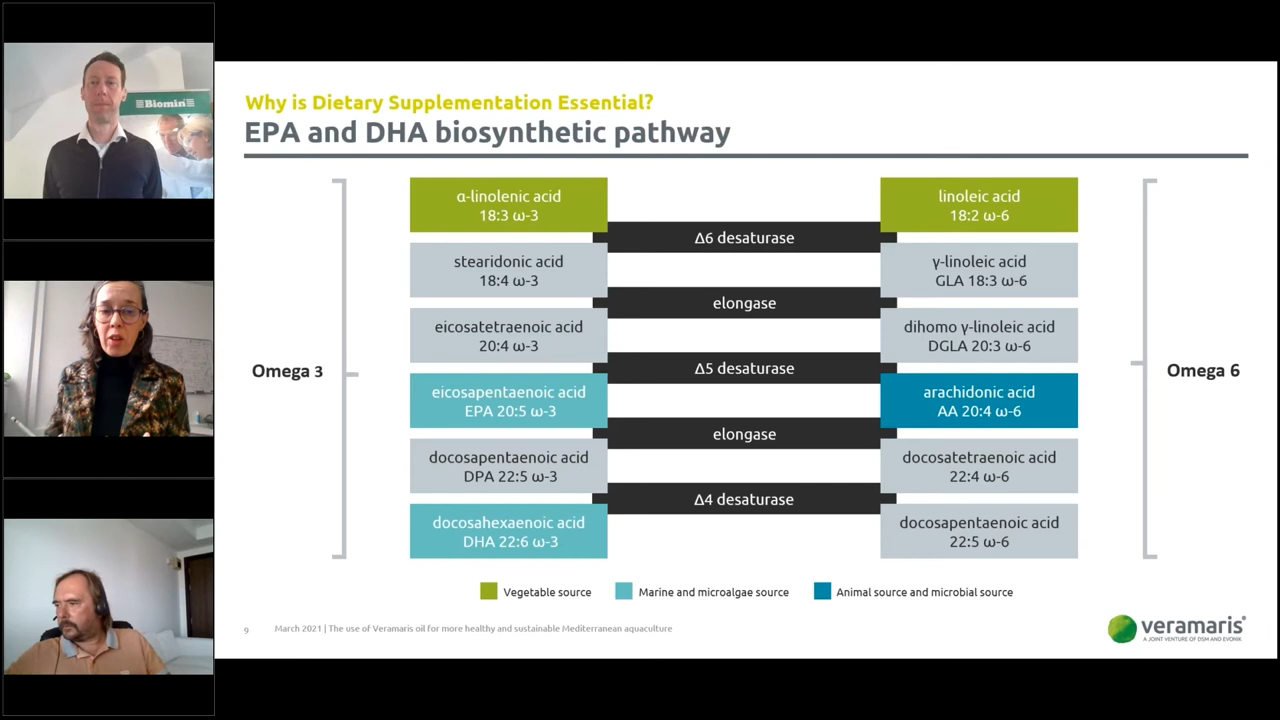 ≡Biomin≡
Why is Dietary Supplementation Essential?
EPA and DHA biosynthetic pathway
Omega 3
α-linolenic acid
18:3 ω-3
stearidonic acid
18:4 ω-3
eicosatetraenoic acid
20:4 ω-3
eicosapentaenoic acid
EPA 20:5 ω-3
docosapentaenoic acid
DPA 22:5 ω-3
docosahexaenoic acid
DHA 22:6 ω-3
Δ6 desaturase
elongase
Δ5 desaturase
elongase
Δ4 desaturase
linoleic acid
18:2 ω-6
γ-linoleic acid
GLA 18:3 ω-6
dihomo γ-linoleic acid
DGLA 20:3 ω-6
arachidonic acid
AA 20:4 ω-6
docosatetraenoic acid
22:4 ω-6
docosapentaenoic acid
22:5 ω-6
Omega 6
Vegetable source
Marine and microalgae source
Animal source and microbial source
9
March 2021 | The use of Veramaris oil for more healthy and sustainable Mediterranean aquaculture
veramaris®
A JOINT VENTURE OF DSM AND EVONIK